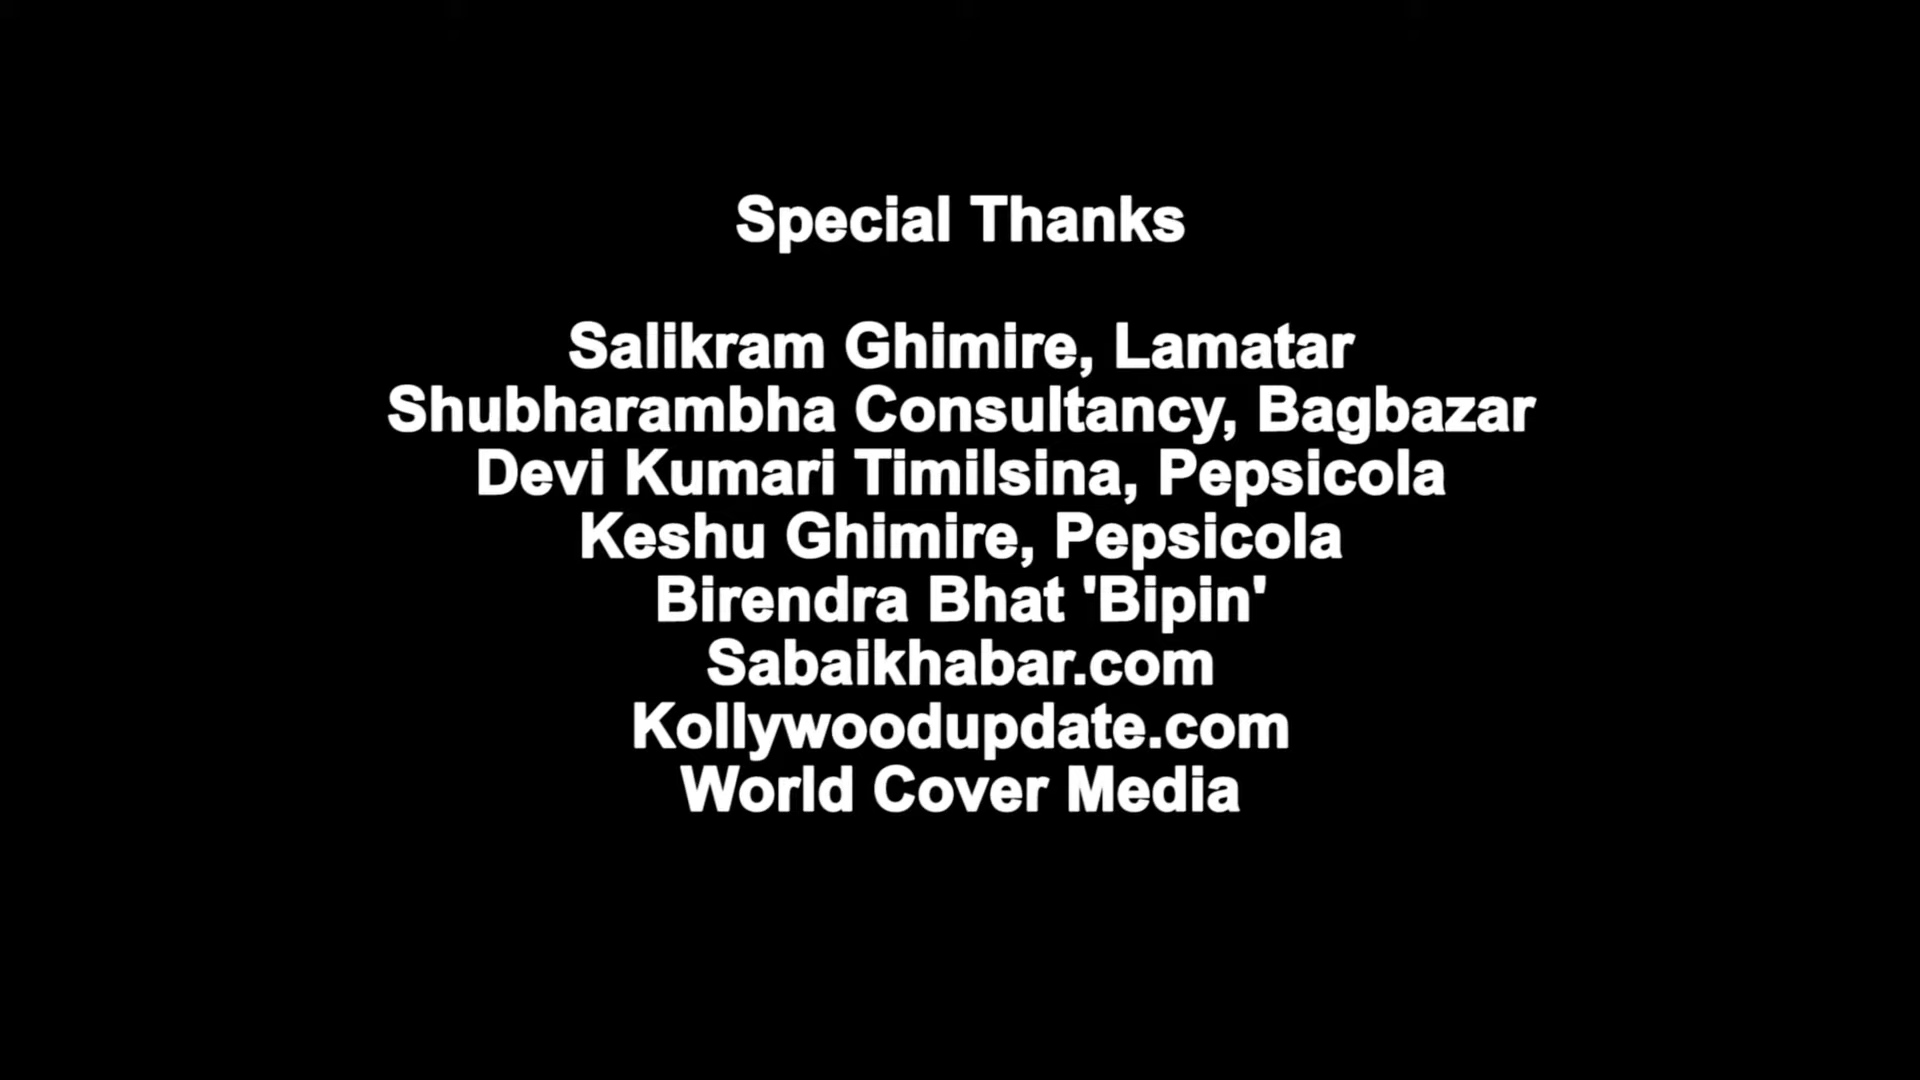 Special Thanks
Salikram Ghimire, Lamatar
Shubharambha Consultancy, Bagbazar
Devi Kumari Timilsina, Pepsicola
Keshu Ghimire, Pepsicola
Birendra Bhat 'Bipin'
Sabaikhabar.com
Kollywoodupdate.com
World Cover Media